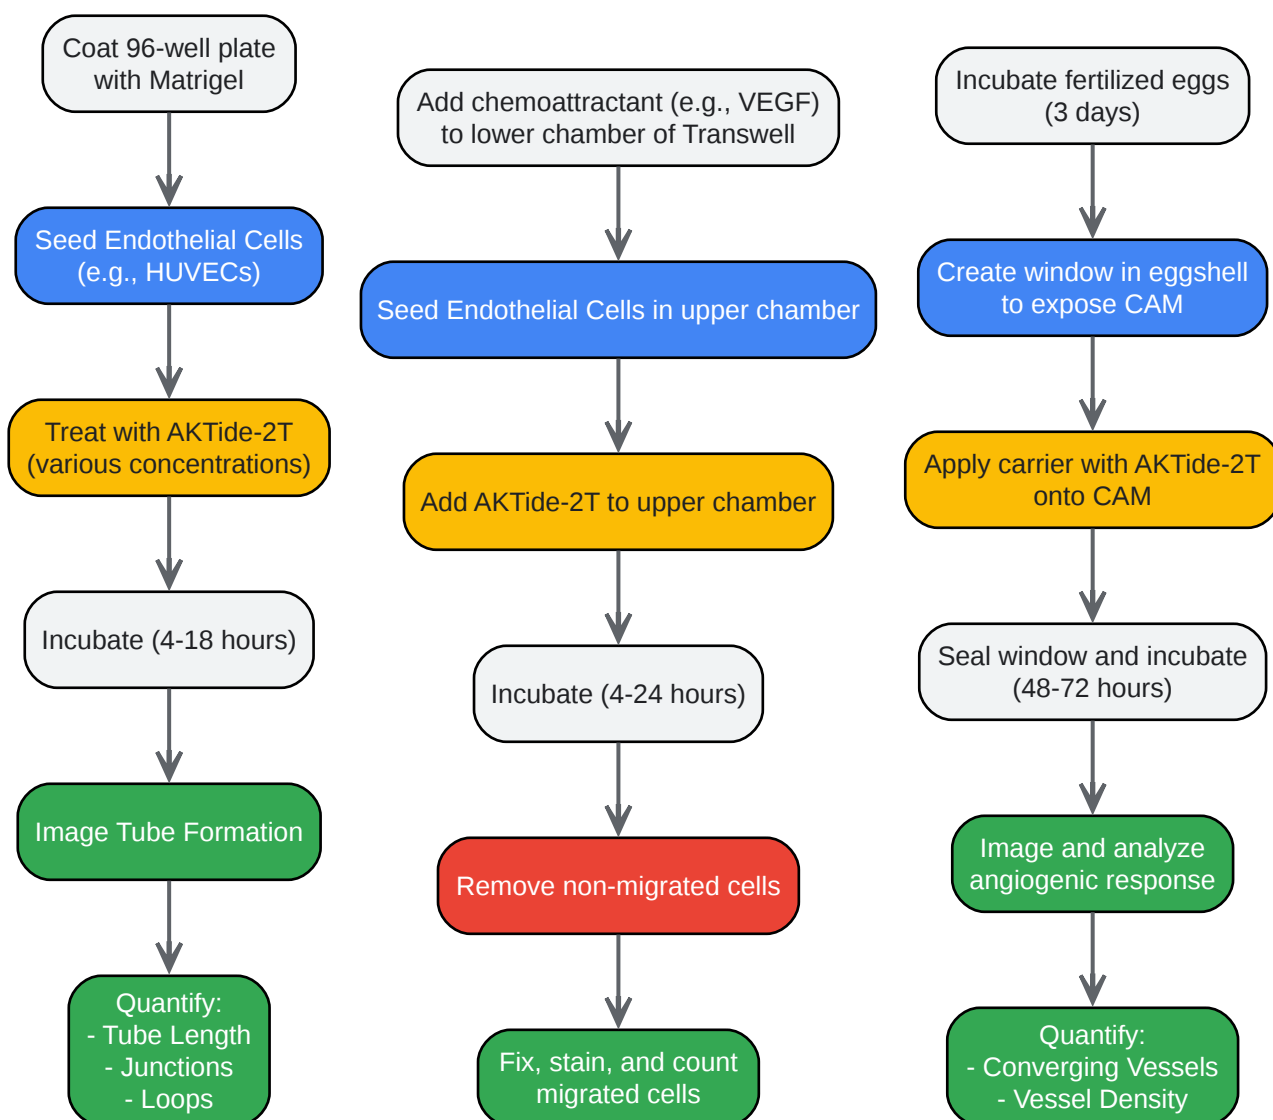 Coat 96-well plate
with Matrigel
Seed Endothelial Cells
(e.g., HUVECs)
Treat with AKTide-2T
(various concentrations)
Incubate (4-18 hours)
Image Tube Formation
Quantify:
- Tube Length
- Junctions
- Loops
Add chemoattractant (e.g., VEGF)
to lower chamber of Transwell
Seed Endothelial Cells in upper chamber
Add AKTide-2T to upper chamber
Incubate (4-24 hours)
Remove non-migrated cells
Fix, stain, and count
migrated cells
Incubate fertilized eggs
(3 days)
Create window in eggshell
to expose CAM
Apply carrier with AKTide-2T
onto CAM
Seal window and incubate
(48-72 hours)
Image and analyze
angiogenic response
Quantify:
- Converging Vessels
- Vessel Density